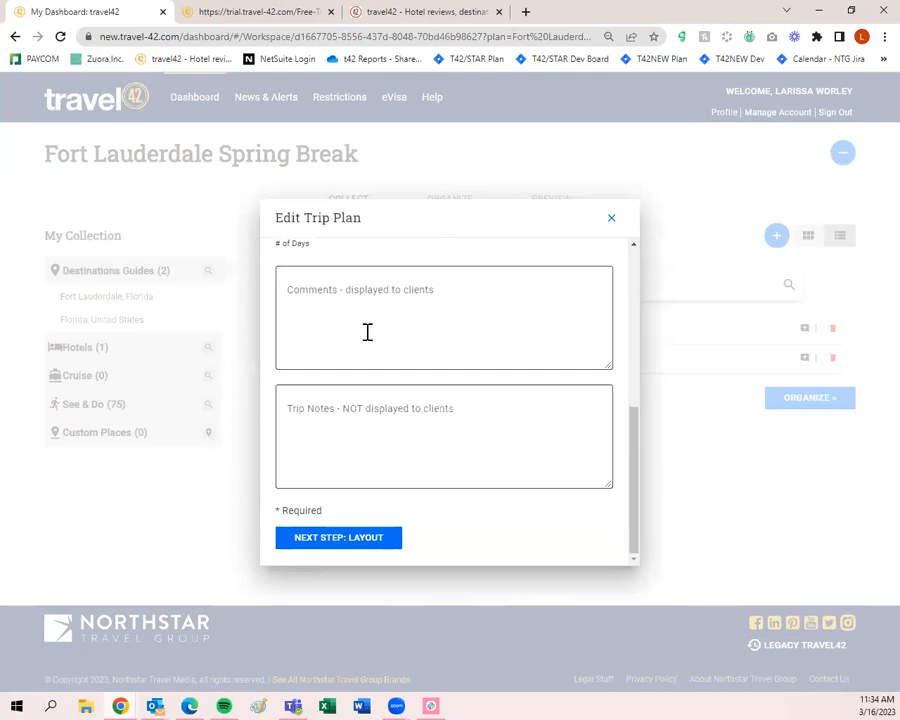 My Dashboard: travel42
https://trial.travel-42.com/Free-T
travel42 - Hotel reviews, destinat
new.travel-42.com/dashboard/#/Workspace/d1667705-8556-437d-8048-70bd46b98627?plan=Fort%20Lauderd...
L
PAYCOM
Zuora,Inc.
travel42 - Hotel revi...
NetSuite Login
t42 Reports - Share...
T42/STAR Plan
T42/STAR Dev Board
T42NEW Plan
T42NEW Dev
Calendar - NTG Jira
»
travel 42
Dashboard
News & Alerts
Restrictions
eVisa
Help
WELCOME, LARISSA WORLEY
Profile | Manage Account | Sign Out
Fort Lauderdale Spring Break
COLLECT
ORGANIZE
PREVIEW
My Collection
Destinations Guides (2)
Fort Lauderdale, Florida
Florida, United States
Hotels (1)
Cruise (0)
See & Do (75)
Custom Places (0)
ORGANIZE »
Edit Trip Plan
# of Days
Comments - displayed to clients
Trip Notes - NOT displayed to clients
* Required
NEXT STEP: LAYOUT
NORTHSTAR
TRAVEL GROUP
LEGACY TRAVEL42
© Copyright 2023, Northstar Travel Media, all rights reserved. | See All Northstar Travel Group Brands.
Legal Stuff
Privacy Policy
About Northstar Travel Group
Contact Us
11:34 AM
3/16/2023